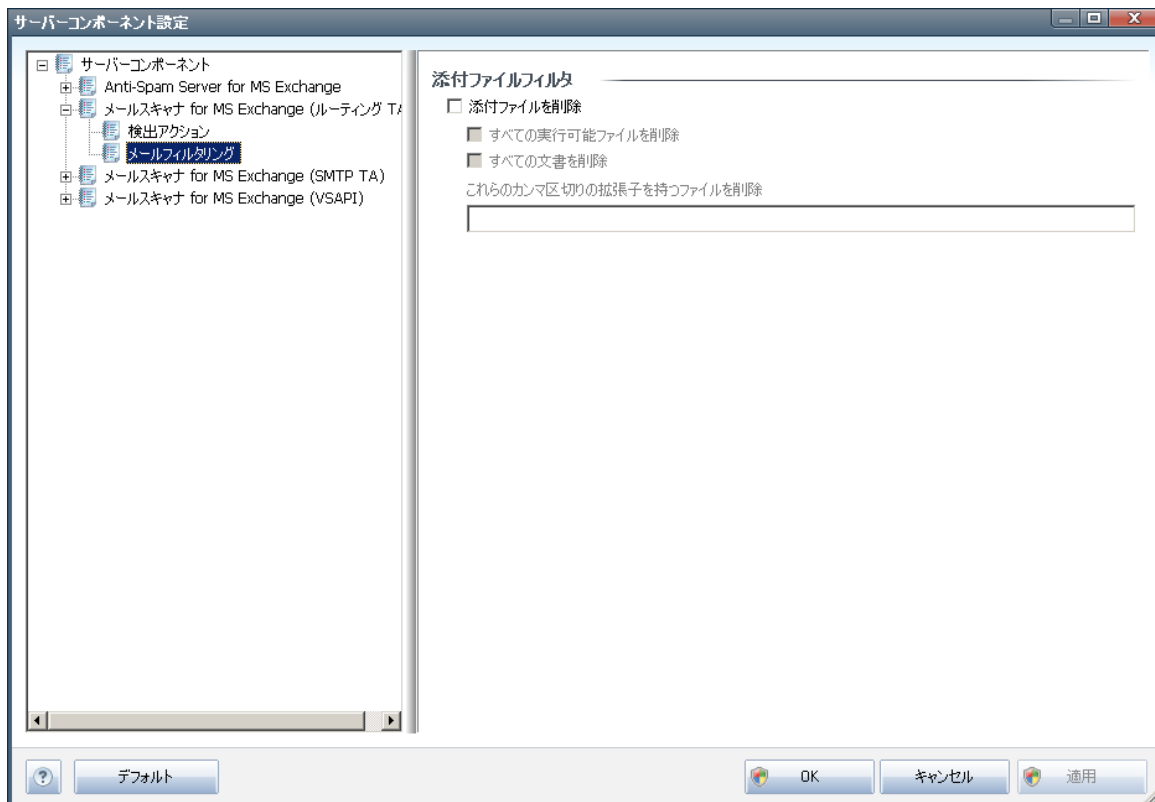 サーバーコンポーネント設定
サーバーコンポーネント
Anti-Spam Server for MS Exchange
メールスキャナ for MS Exchange (ルーティング TA
検出アクション
メールフィルタリング
メールスキャナ for MS Exchange (SMTP TA)
メールスキャナ for MS Exchange (VSAPI)
添付ファイルフィルタ
添付ファイルを削除
すべての実行可能ファイルを削除
すべての文書を削除
これらのカンマ区切りの拡張子を持つファイルを削除
デフォルト
OK
キャンセル
適用